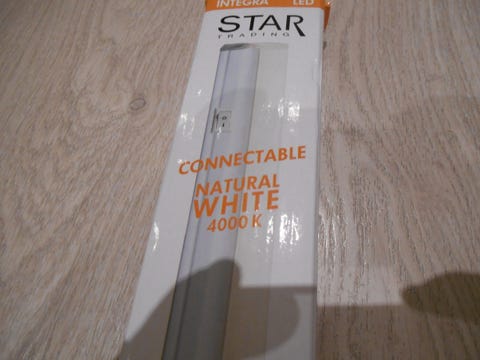 INTEGRA LED
STAR
TRADING
CONNECTABLE
NATURAL
WHITE
4000 K